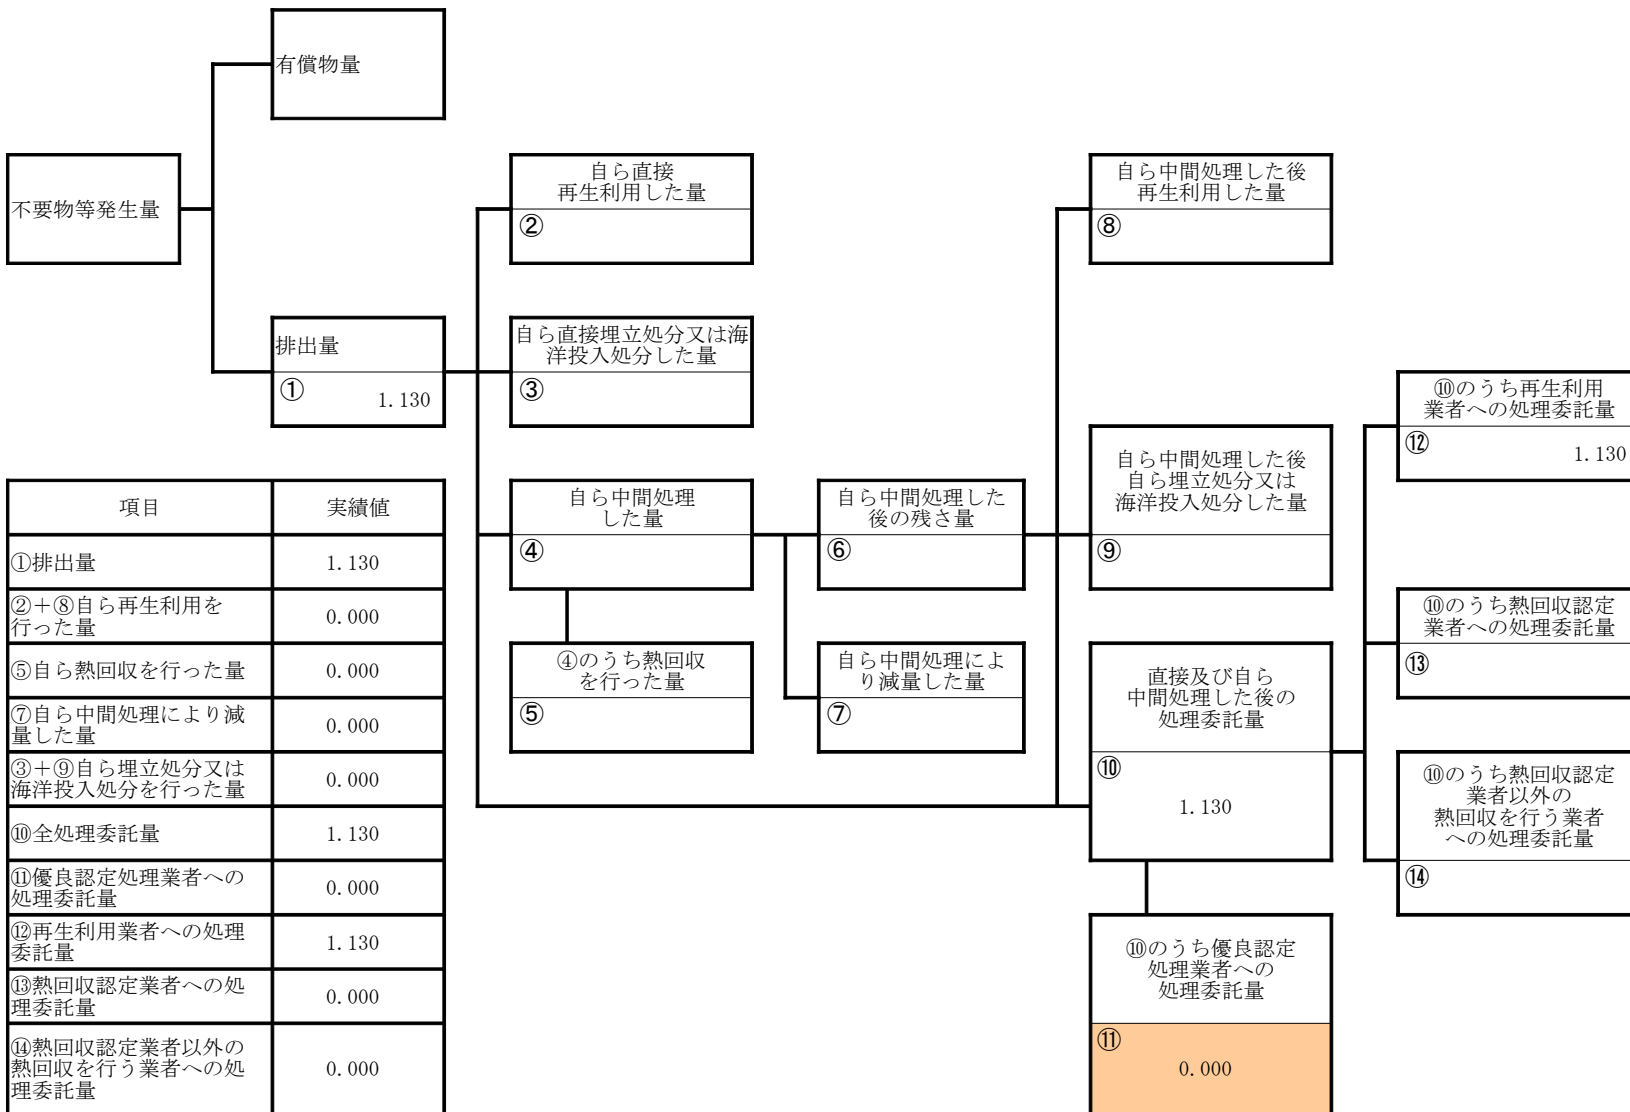 有償物量
不要物等発生量
自ら直接
再生利用した量
②
自ら中間処理した後
再生利用した量
⑧
排出量
①
1.130
自ら直接埋立処分又は海
洋投入処分した量
③
⑩のうち再生利用
業者への処理委託量
⑫
1.130
自ら中間処理
した量
④
自ら中間処理した
後の残さ量
⑥
自ら中間処理した後
自ら埋立処分又は
海洋投入処分した量
⑨
④のうち熱回収
を行った量
⑤
自ら中間処理によ
り減量した量
⑦
直接及び自ら
中間処理した後の
処理委託量
⑩
1.130
⑩のうち熱回収認定
業者への処理委託量
⑬
⑩のうち熱回収認定
業者以外の
熱回収を行う業者
への処理委託量
⑭
⑩のうち優良認定
処理業者への
処理委託量
⑪
0.000
項目 実績値
①排出量 1.130
②+⑧自ら再生利用を
行った量 0.000
⑤自ら熱回収を行った量 0.000
⑦自ら中間処理により減
量した量 0.000
③+⑨自ら埋立処分又は
海洋投入処分を行った量 0.000
⑩全処理委託量 1.130
⑪優良認定処理業者への
処理委託量 0.000
⑫再生利用業者への処理
委託量 1.130
⑬熱回収認定業者への処
理委託量 0.000
⑭熱回収認定業者以外の
熱回収を行う業者への処
理委託量 0.000